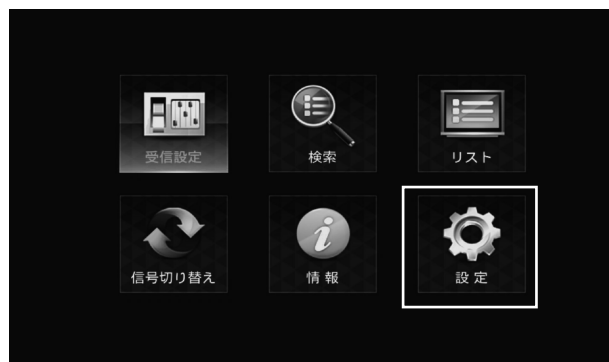 受信設定
検索
リスト
信号切り替え
情報
設定